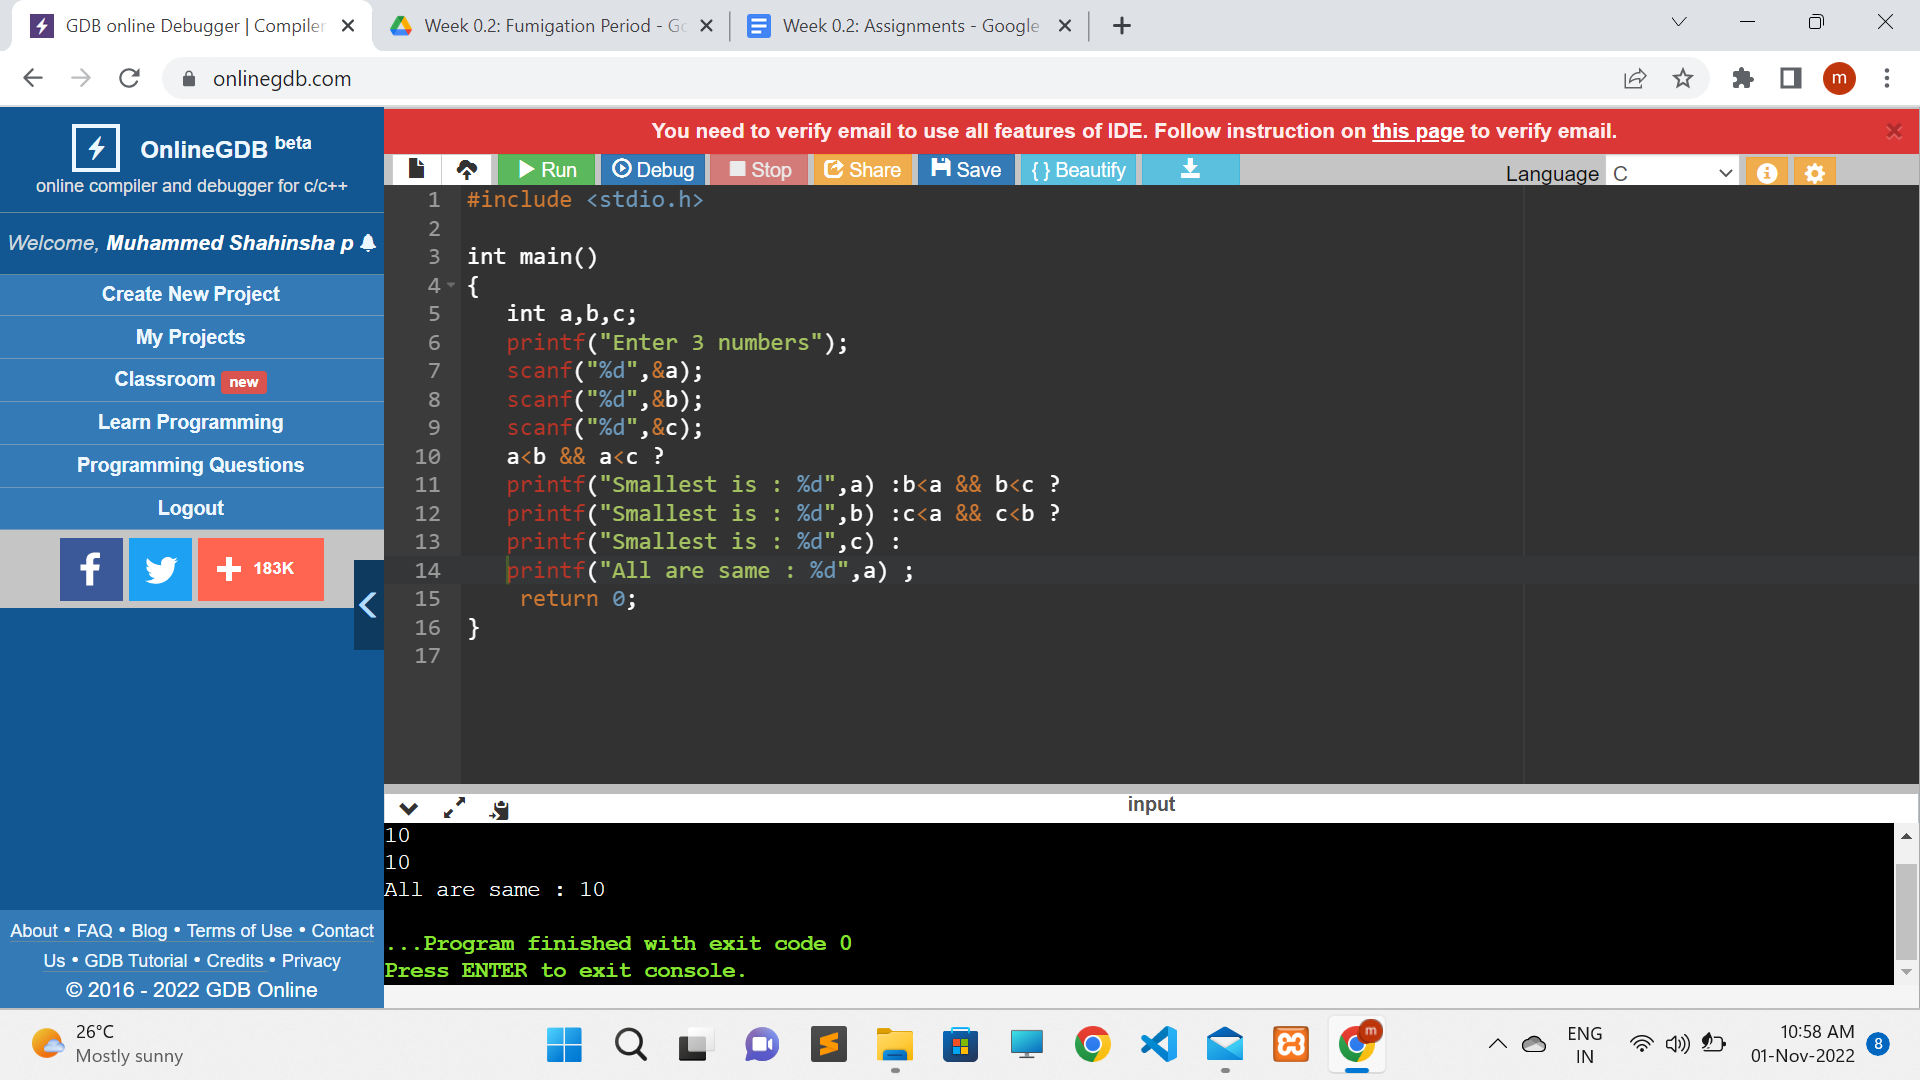 GDB online Debugger | Compiler
Week 0.2: Fumigation Period - Go
Week 0.2: Assignments - Google
onlinegdb.com
m
OnlineGDB beta
online compiler and debugger for c/c++
Welcome, Muhammed Shahinsha p
Create New Project
My Projects
Classroom new
Learn Programming
Programming Questions
Logout
f
183K
About • FAQ • Blog • Terms of Use • Contact
Us • GDB Tutorial • Credits • Privacy
© 2016 - 2022 GDB Online
You need to verify email to use all features of IDE. Follow instruction on this page to verify email.
Run
Debug
Stop
Share
Save
{ } Beautify
Language C
1 #include <stdio.h>
2
3 int main()
4 {
5 int a,b,c;
6 printf("Enter 3 numbers");
7 scanf("%d",&a);
8 scanf("%d",&b);
9 scanf("%d",&c);
10 a<b && a<c ?
11 printf("Smallest is : %d",a) :b<a && b<c ?
12 printf("Smallest is : %d",b) :c<a && c<b ?
13 printf("Smallest is : %d",c) :
14 printf("All are same : %d",a) ;
15 return 0;
16 }
17
input
10
10
All are same : 10
...Program finished with exit code 0
Press ENTER to exit console.
26°C
Mostly sunny
m
ENG
IN
10:58 AM
01-Nov-2022
8